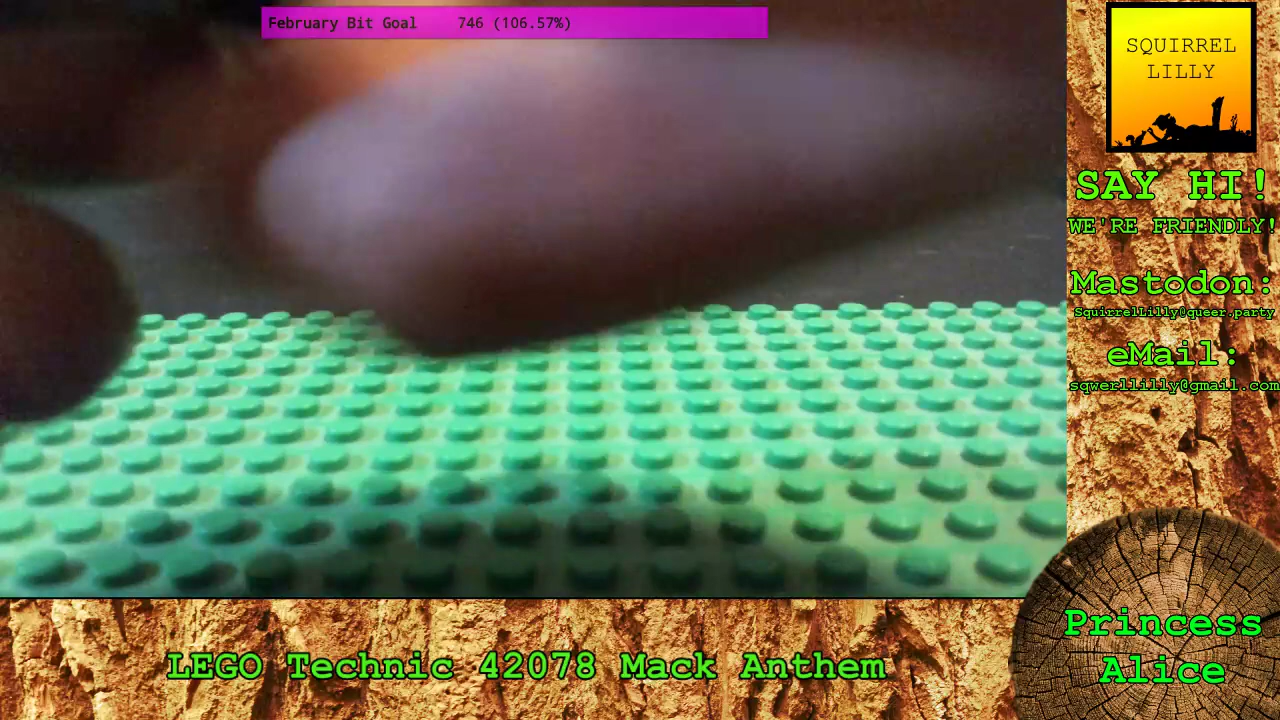 February Bit Goal 746 (106.57%)
SQUIRREL
LILLY
SAY HI!
WE'RE FRIENDLY!
Mastodon:
SquirrelLilly@queer.party
eMail:
sqwerllilly@gmail.com
Princess
Alice
LEGO Technic 42078 Mack Anthem